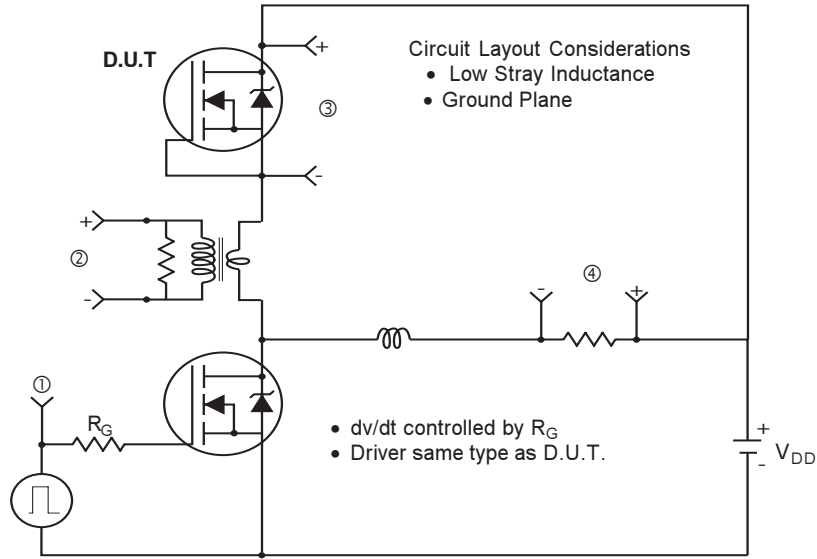 D.U.T
+
Circuit Layout Considerations
• Low Stray Inductance
• Ground Plane
③
-
+
②
-
④
-
+
①
R_G
• dv/dt controlled by R_G
• Driver same type as D.U.T.
+
V_DD
-